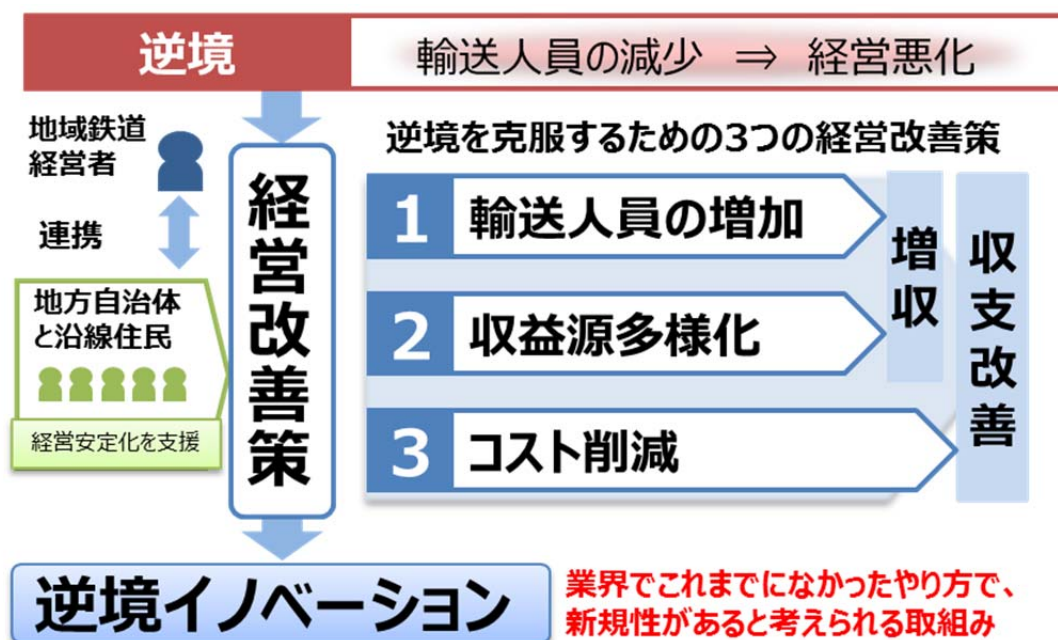 逆境
輸送人員の減少 ⇒ 経営悪化
地域鉄道
経営者
連携
地方自治体
と沿線住民
経営安定化を支援
経営改善策
逆境を克服するための3つの経営改善策
1 輸送人員の増加
2 収益源多様化
3 コスト削減
増収
収支改善
逆境イノベーション
業界でこれまでになかったやり方で、
新規性があると考えられる取組み